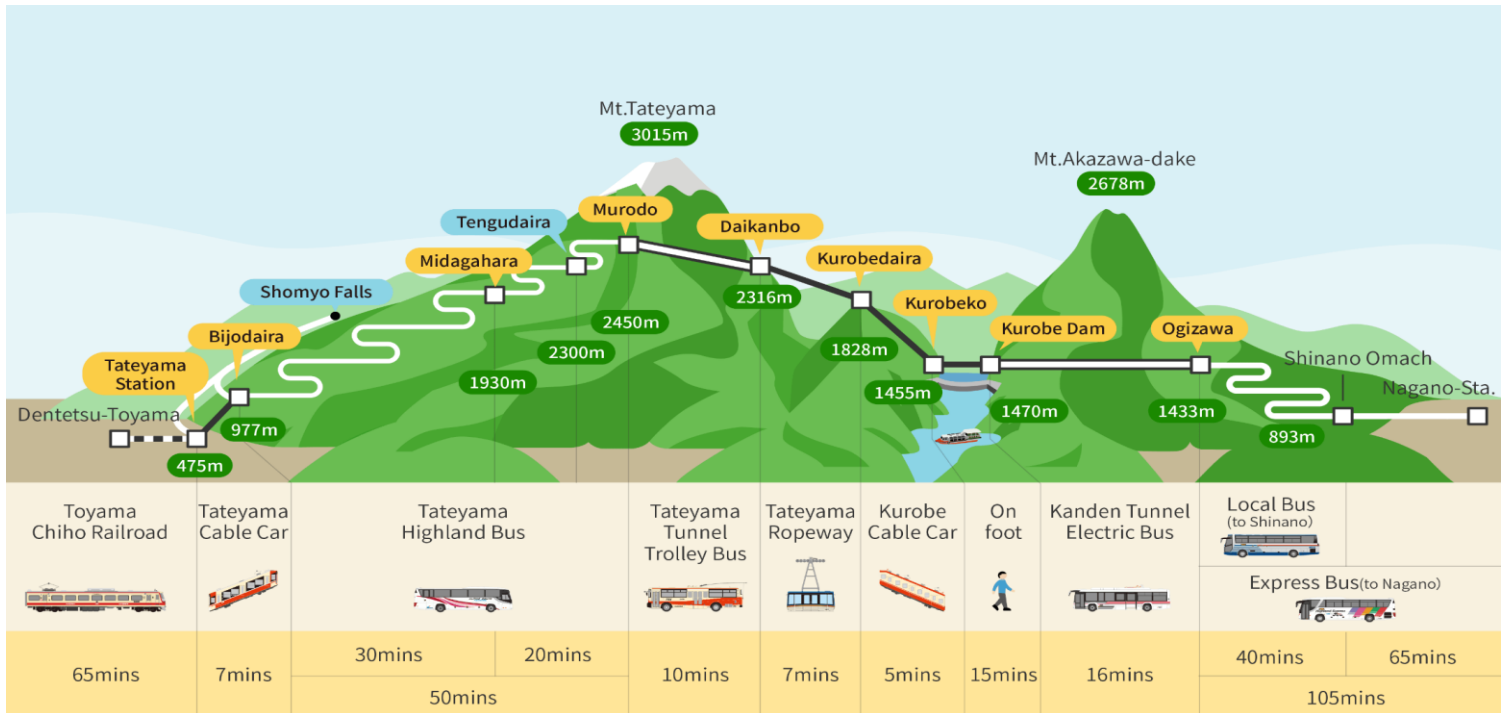 Mt.Tateyama
3015m
Mt.Akazawa-dake
2678m
Tengudaira
Murodo
Daikanbo
Midagahara
Kurobedaira
Shomyo Falls
Kurobeko
Kurobe Dam
Ogizawa
Bijodaira
Tateyama
Station
Shinano Omach
Nagano-Sta.
Dentetsu-Toyama
475m
977m
1930m
2300m
2450m
2316m
1828m
1455m
1470m
1433m
893m
Toyama
Chiho Railroad
Tateyama
Cable Car
Tateyama
Highland Bus
Tateyama
Tunnel
Trolley Bus
Tateyama
Ropeway
Kurobe
Cable Car
On
foot
Kanden Tunnel
Electric Bus
Local Bus
(to Shinano)
Express Bus(to Nagano)
65mins
7mins
30mins
20mins
50mins
10mins
7mins
5mins
15mins
16mins
40mins
65mins
105mins